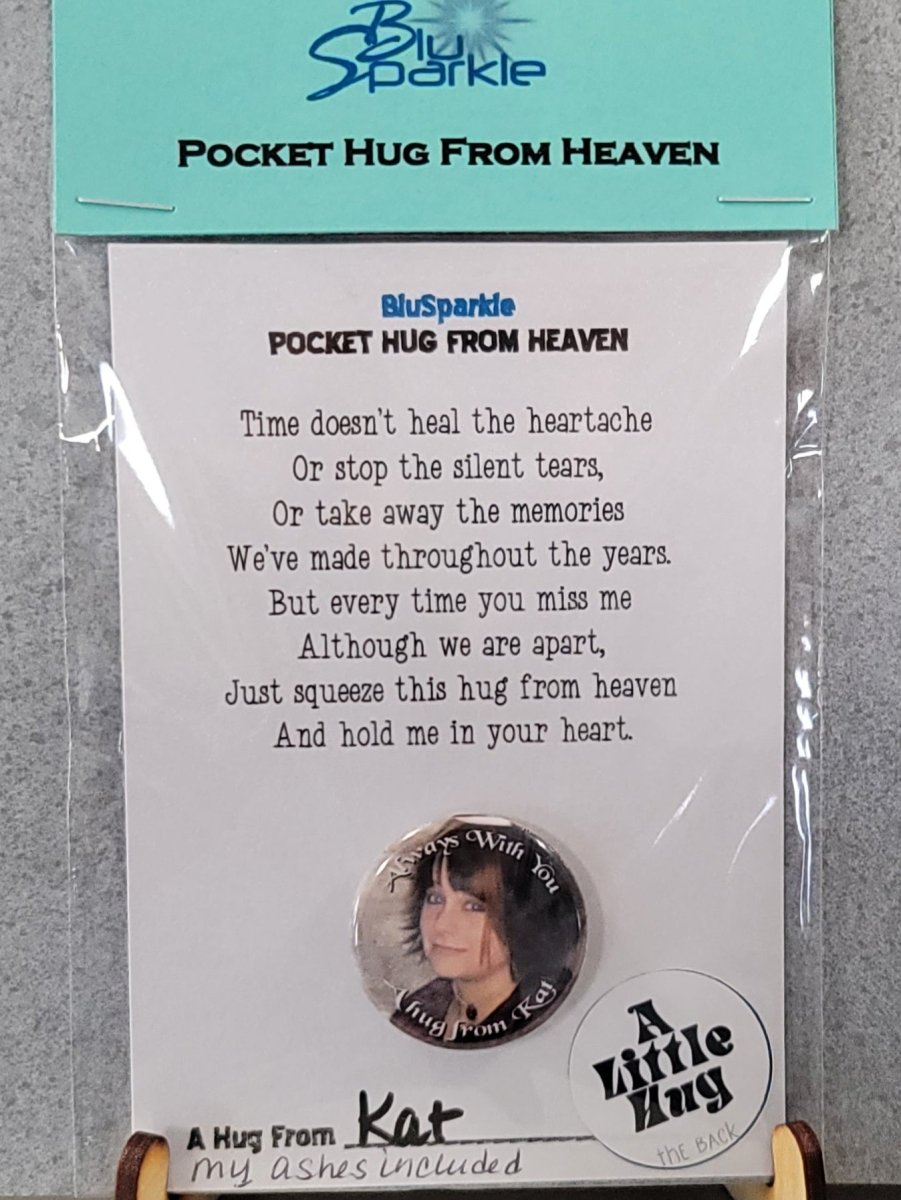 Blu
Sparkle
POCKET HUG FROM HEAVEN
BluSparkle
POCKET HUG FROM HEAVEN
Time doesn't heal the heartache
Or stop the silent tears,
Or take away the memories
We've made throughout the years.
But every time you miss me
Although we are apart,
Just squeeze this hug from heaven
And hold me in your heart.
Always With You
A hug from Kat
A
Little
Hug
tHE BACK
A Hug From Kat
my ashes included